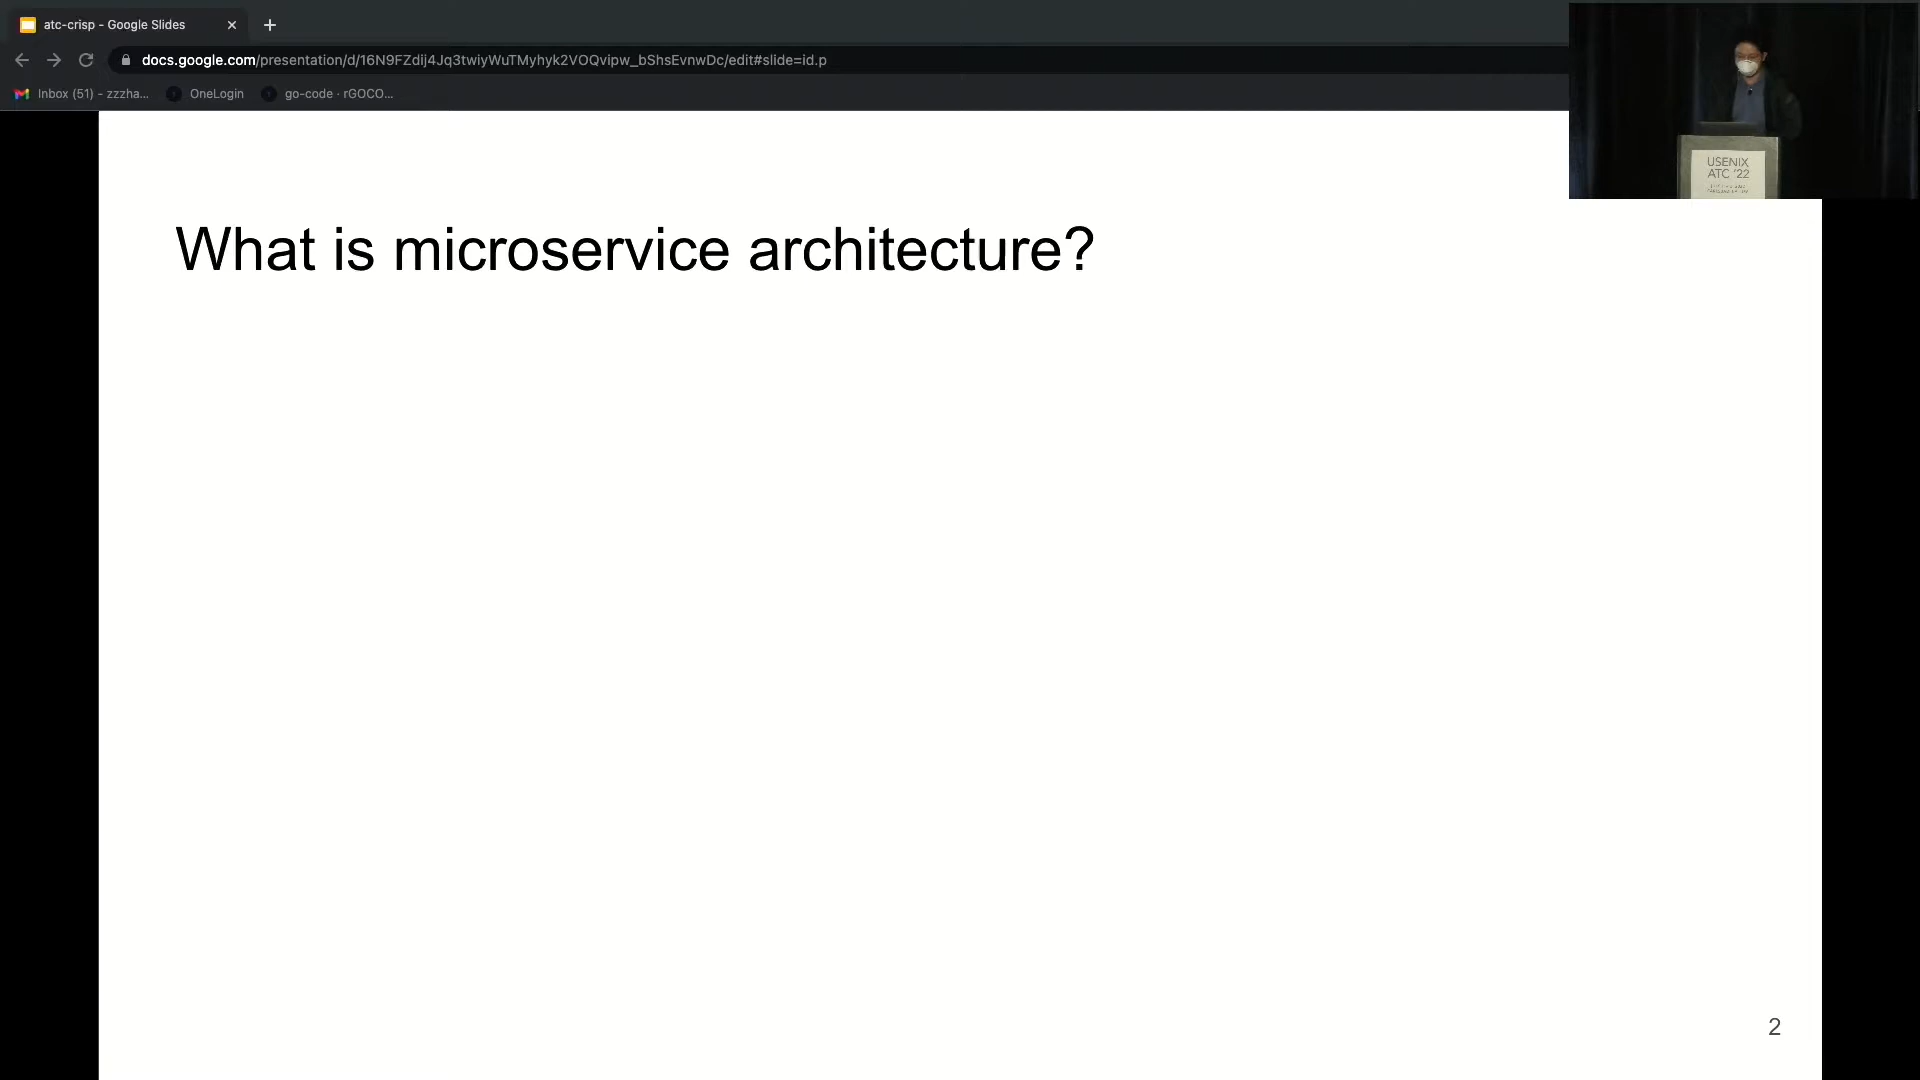 atc-crisp - Google Slides
docs.google.com/presentation/d/16N9FZdij4Jq3twiyWuTMyhyk2VOQvipw_bShsEvnwDc/edit#slide=id.p
Inbox (51) - zzzha...
OneLogin
go-code · rGOCO...
USENIX
ATC '22
What is microservice architecture?
2